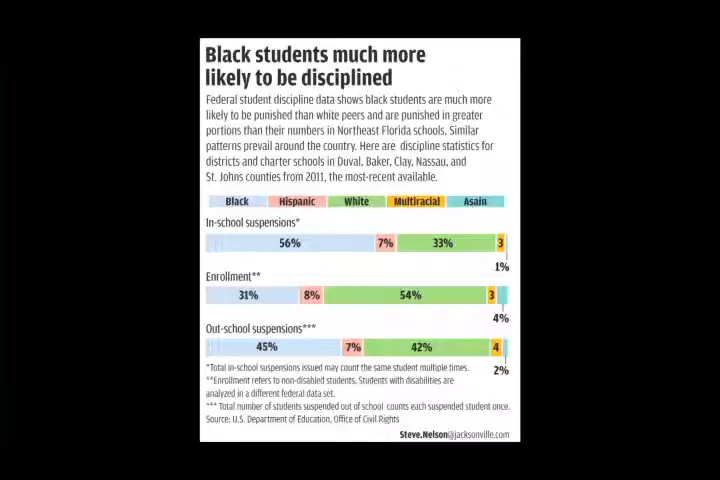 Black students much more
likely to be disciplined
Federal student discipline data shows black students are much more
likely to be punished than white peers and are punished in greater
portions than their numbers in Northeast Florida schools. Similar
patterns prevail around the country. Here are discipline statistics for
districts and charter schools in Duval, Baker, Clay, Nassau, and
St. Johns counties from 2011, the most-recent available.
Black Hispanic White Multiracial Asain
In-school suspensions*
56% 7% 33% 3
1%
Enrollment**
31% 8% 54% 3
4%
Out-school suspensions***
45% 7% 42% 4
2%
*Total in-school suspensions issued may count the same student multiple times.
**Enrollment refers to non-disabled students. Students with disabilities are
analyzed in a different federal data set.
*** Total number of students suspended out of school counts each suspended student once.
Source: U.S. Department of Education, Office of Civil Rights
Steve.Nelson@jacksonville.com